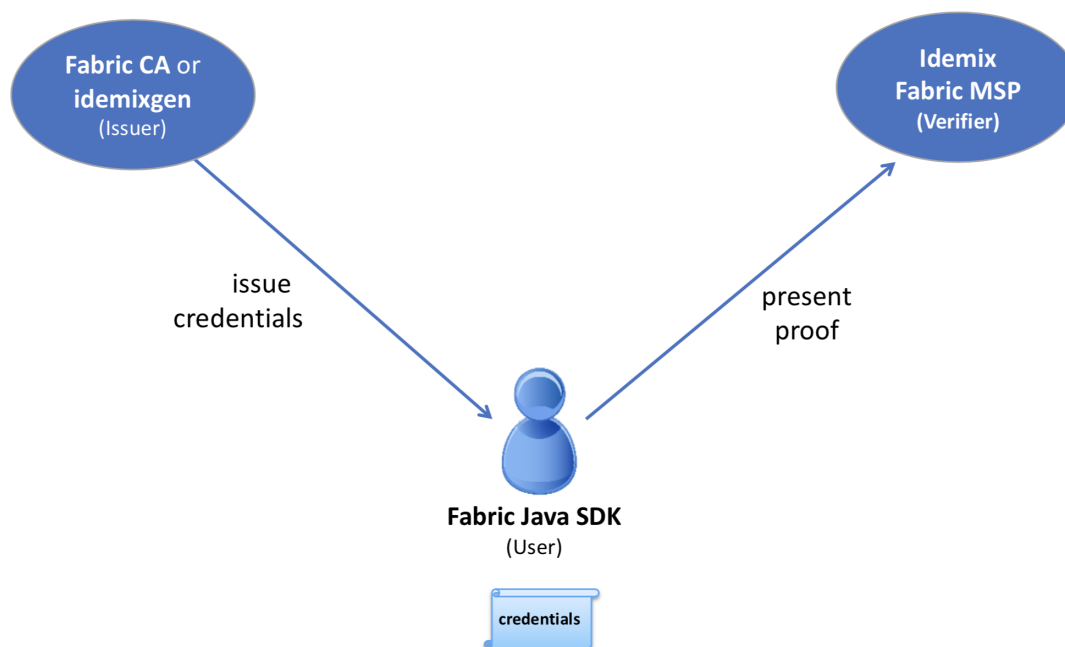 Fabric CA or
idemixgen
(Issuer)
Idemix
Fabric MSP
(Verifier)
issue
credentials
present
proof
Fabric Java SDK
(User)
credentials